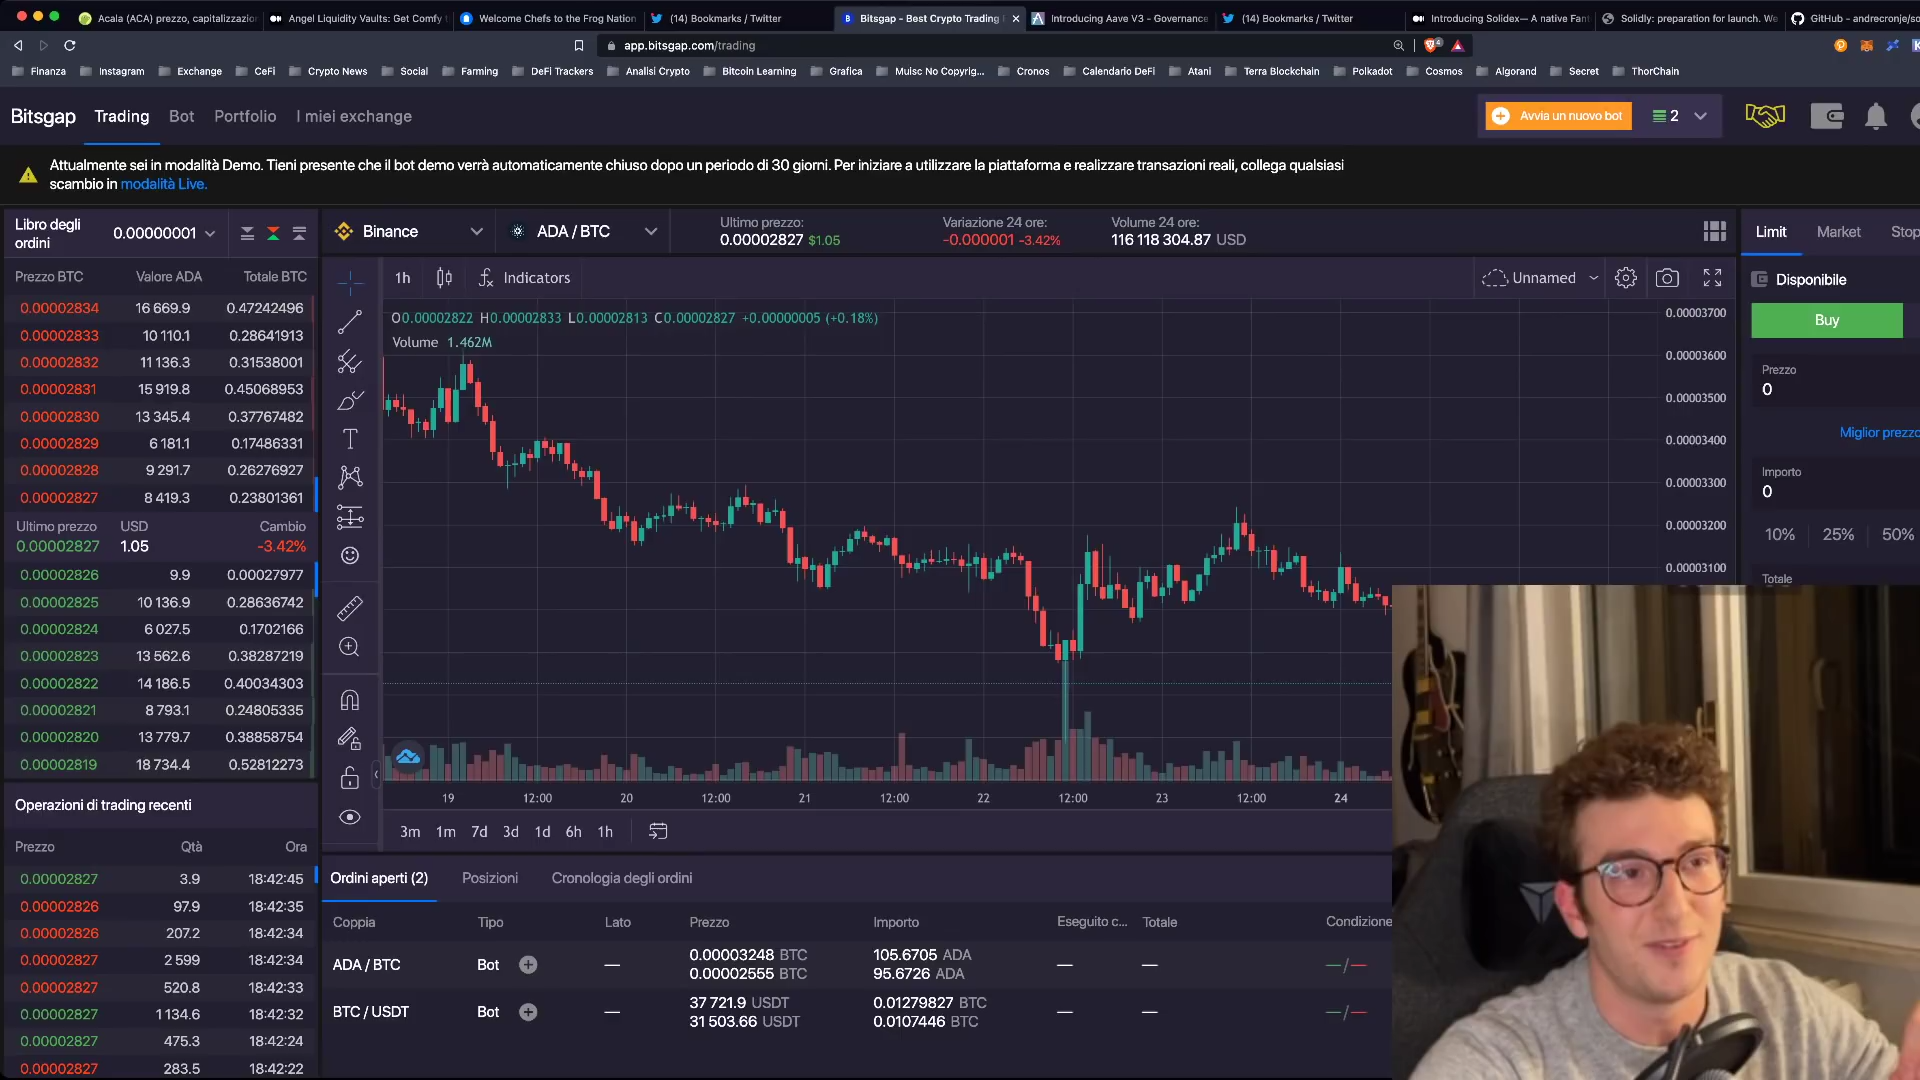 Acala (ACA) prezzo, capitalizzazio
Angel Liquidity Vaults: Get Comfy
Welcome Chefs to the Frog Nation
(14) Bookmarks / Twitter
Bitsgap - Best Crypto Trading
Introducing Aave V3 - Governance
(14) Bookmarks / Twitter
Introducing Solidex— A native Fan
Solidly: preparation for launch. We
GitHub - andrecronje/so
app.bitsgap.com/trading
Finanza
Instagram
Exchange
CeFi
Crypto News
Social
Farming
DeFi Trackers
Analisi Crypto
Bitcoin Learning
Grafica
Muisc No Copyrig...
Cronos
Calendario DeFi
Atani
Terra Blockchain
Polkadot
Cosmos
Algorand
Secret
ThorChain
Bitsgap
Trading
Bot
Portfolio
I miei exchange
Avvia un nuovo bot
2
Attualmente sei in modalità Demo. Tieni presente che il bot demo verrà automaticamente chiuso dopo un periodo di 30 giorni. Per iniziare a utilizzare la piattaforma e realizzare transazioni reali, collega qualsiasi
scambio in modalità Live.
Libro degli
ordini
0.00000001
Binance
ADA / BTC
Ultimo prezzo:
0.00002827 $1.05
Variazione 24 ore:
-0.000001 -3.42%
Volume 24 ore:
116 118 304.87 USD
Limit
Market
Stop
Prezzo BTC Valore ADA Totale BTC
0.00002834 16 669.9 0.47242496
0.00002833 10 110.1 0.28641913
0.00002832 11 136.3 0.31538001
0.00002831 15 919.8 0.45068953
0.00002830 13 345.4 0.37767482
0.00002829 6 181.1 0.17486331
0.00002828 9 291.7 0.26276927
0.00002827 8 419.3 0.23801361
Ultimo prezzo USD Cambio
0.00002827 1.05 -3.42%
0.00002826 9.9 0.00027977
0.00002825 10 136.9 0.28636742
0.00002824 6 027.5 0.1702166
0.00002823 13 562.6 0.38287219
0.00002822 14 186.5 0.40034303
0.00002821 8 793.1 0.24805335
0.00002820 13 779.7 0.38858754
0.00002819 18 734.4 0.52812273
Operazioni di trading recenti
Prezzo Qtà Ora
0.00002827 3.9 18:42:45
0.00002826 97.9 18:42:35
0.00002826 207.2 18:42:34
0.00002827 2 599 18:42:34
0.00002827 520.8 18:42:33
0.00002827 1 134.6 18:42:32
0.00002827 475.3 18:42:24
0.00002827 283.5 18:42:22
1h
Indicators
Unnamed
O0.00002822 H0.00002833 L0.00002813 C0.00002827 +0.00000005 (+0.18%)
Volume 1.462M
0.00003700
0.00003600
0.00003500
0.00003400
0.00003300
0.00003200
0.00003100
19 12:00 20 12:00 21 12:00 22 12:00 23 12:00 24
3m 1m 7d 3d 1d 6h 1h
Disponibile
Buy
Prezzo
0
Miglior prezzo
Importo
0
10% 25% 50%
Totale
Ordini aperti (2)
Posizioni
Cronologia degli ordini
Coppia Tipo Lato Prezzo Importo Eseguito c... Totale Condizione
ADA / BTC Bot — 0.00003248 BTC 105.6705 ADA — — —/—
0.00002555 BTC 95.6726 ADA
BTC / USDT Bot — 37 721.9 USDT 0.01279827 BTC — — —/—
31 503.66 USDT 0.0107446 BTC